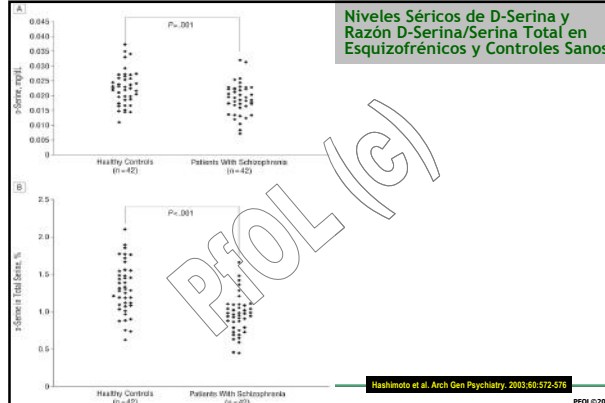 Niveles Séricos de D-Serina y
Razón D-Serina/Serina Total en
Esquizofrénicos y Controles Sanos
A
P=.001
0.045
0.040
0.035
0.030
0.025
0.020
0.015
0.010
0.005
0
D-Serine, mg/dL
Healthy Controls
(n=42)
Patients With Schizophrenia
(n=42)
B
P<.001
2.5
2.0
1.5
1.0
0.5
0
D-Serine in Total Serine, %
Healthy Controls
(n=42)
Patients With Schizophrenia
(n=42)
PfOL (c)
Hashimoto et al. Arch Gen Psychiatry. 2003;60:572-576